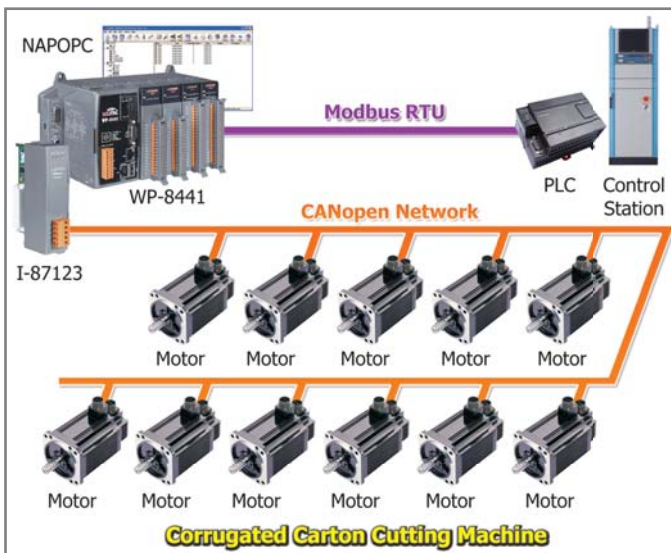 NAPOPC
Modbus RTU
WP-8441
PLC
Control
Station
CANopen Network
I-87123
Motor Motor Motor Motor Motor
Motor Motor Motor Motor Motor Motor
Corrugated Carton Cutting Machine